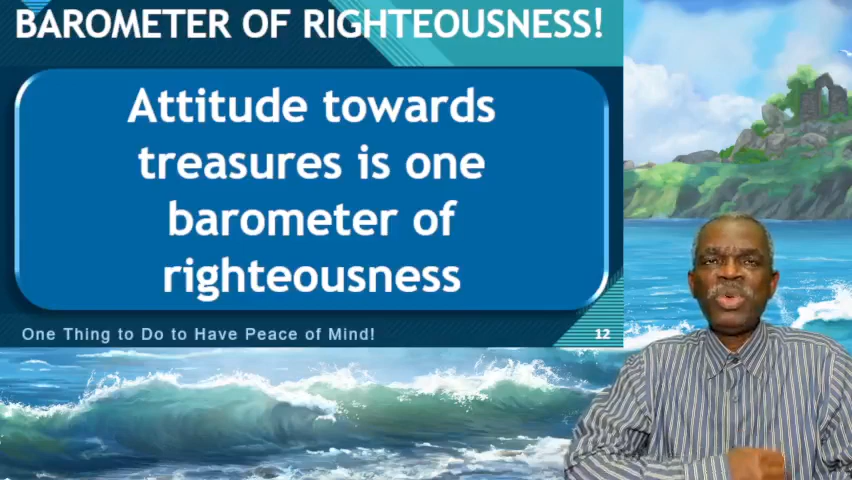 BAROMETER OF RIGHTEOUSNESS!
Attitude towards
treasures is one
barometer of
righteousness
One Thing to Do to Have Peace of Mind!
12